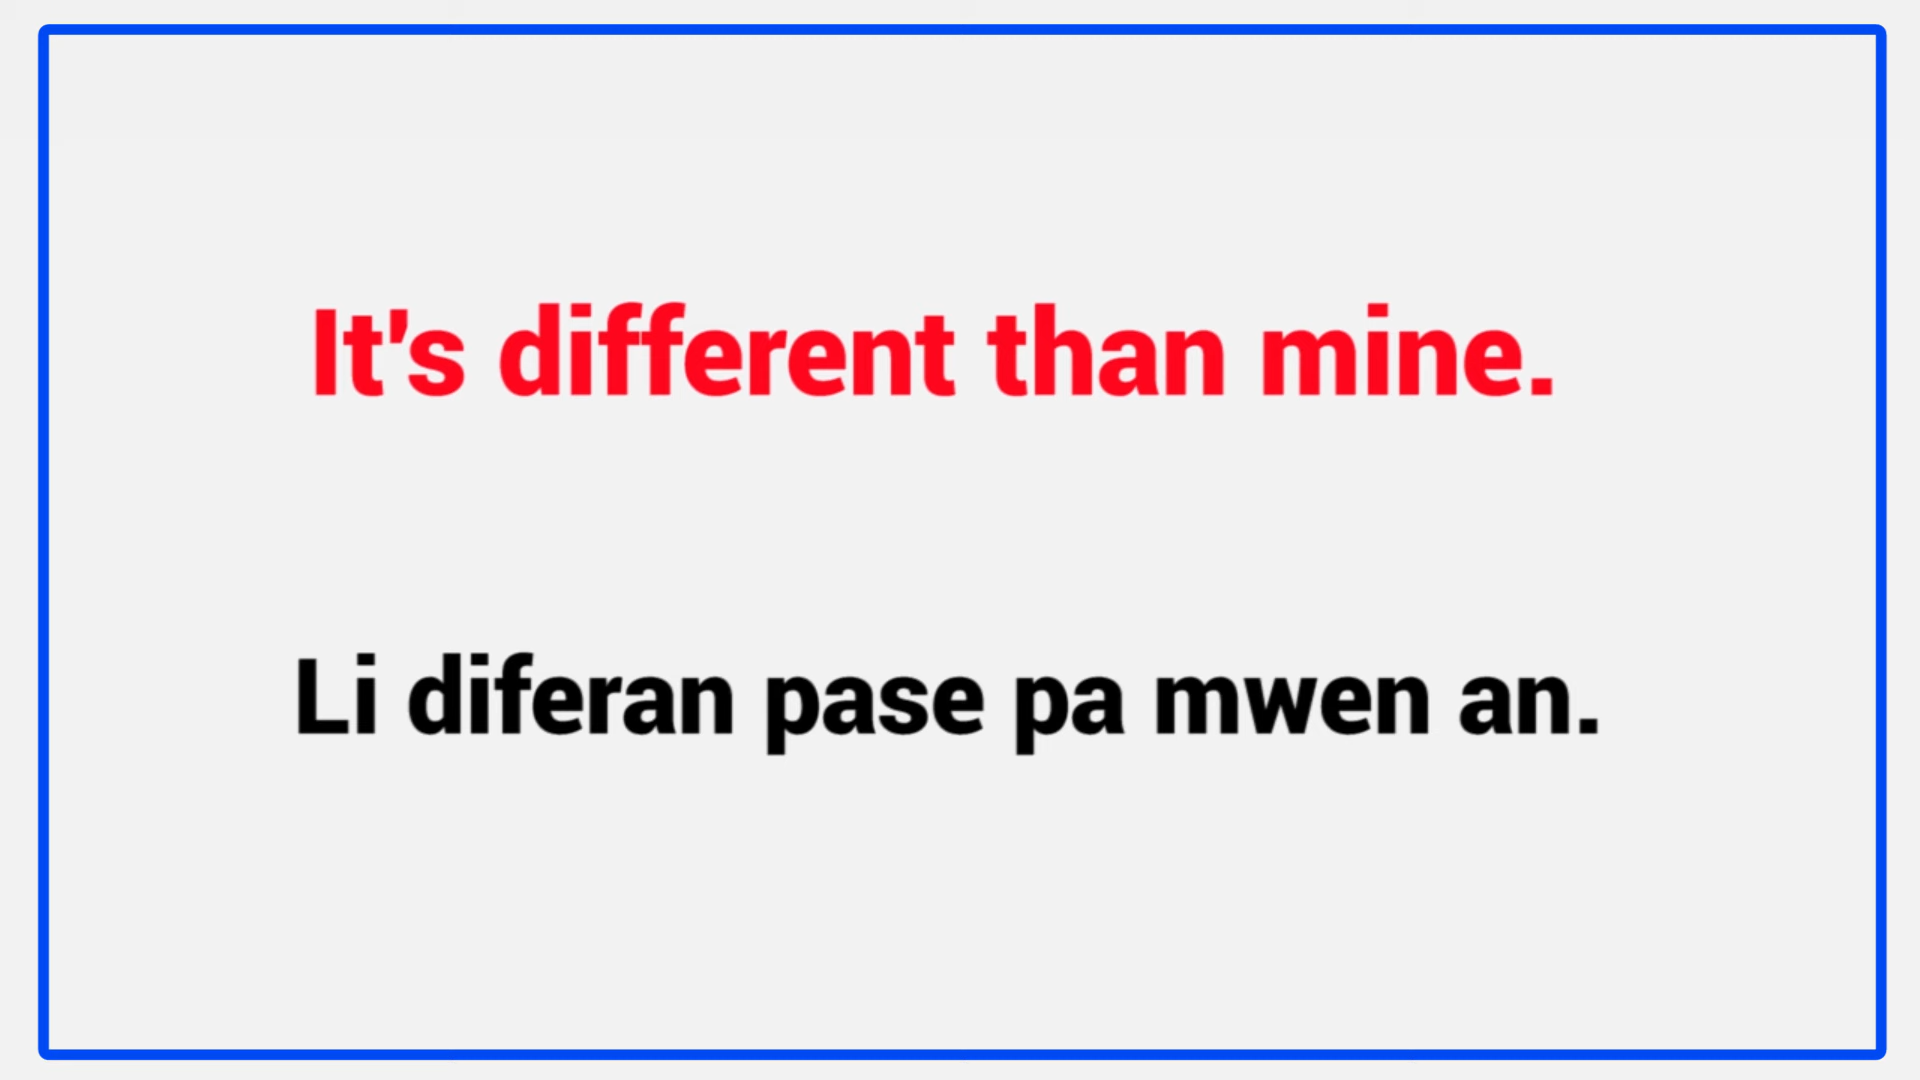 It's different than mine.
Li diferan pase pa mwen an.